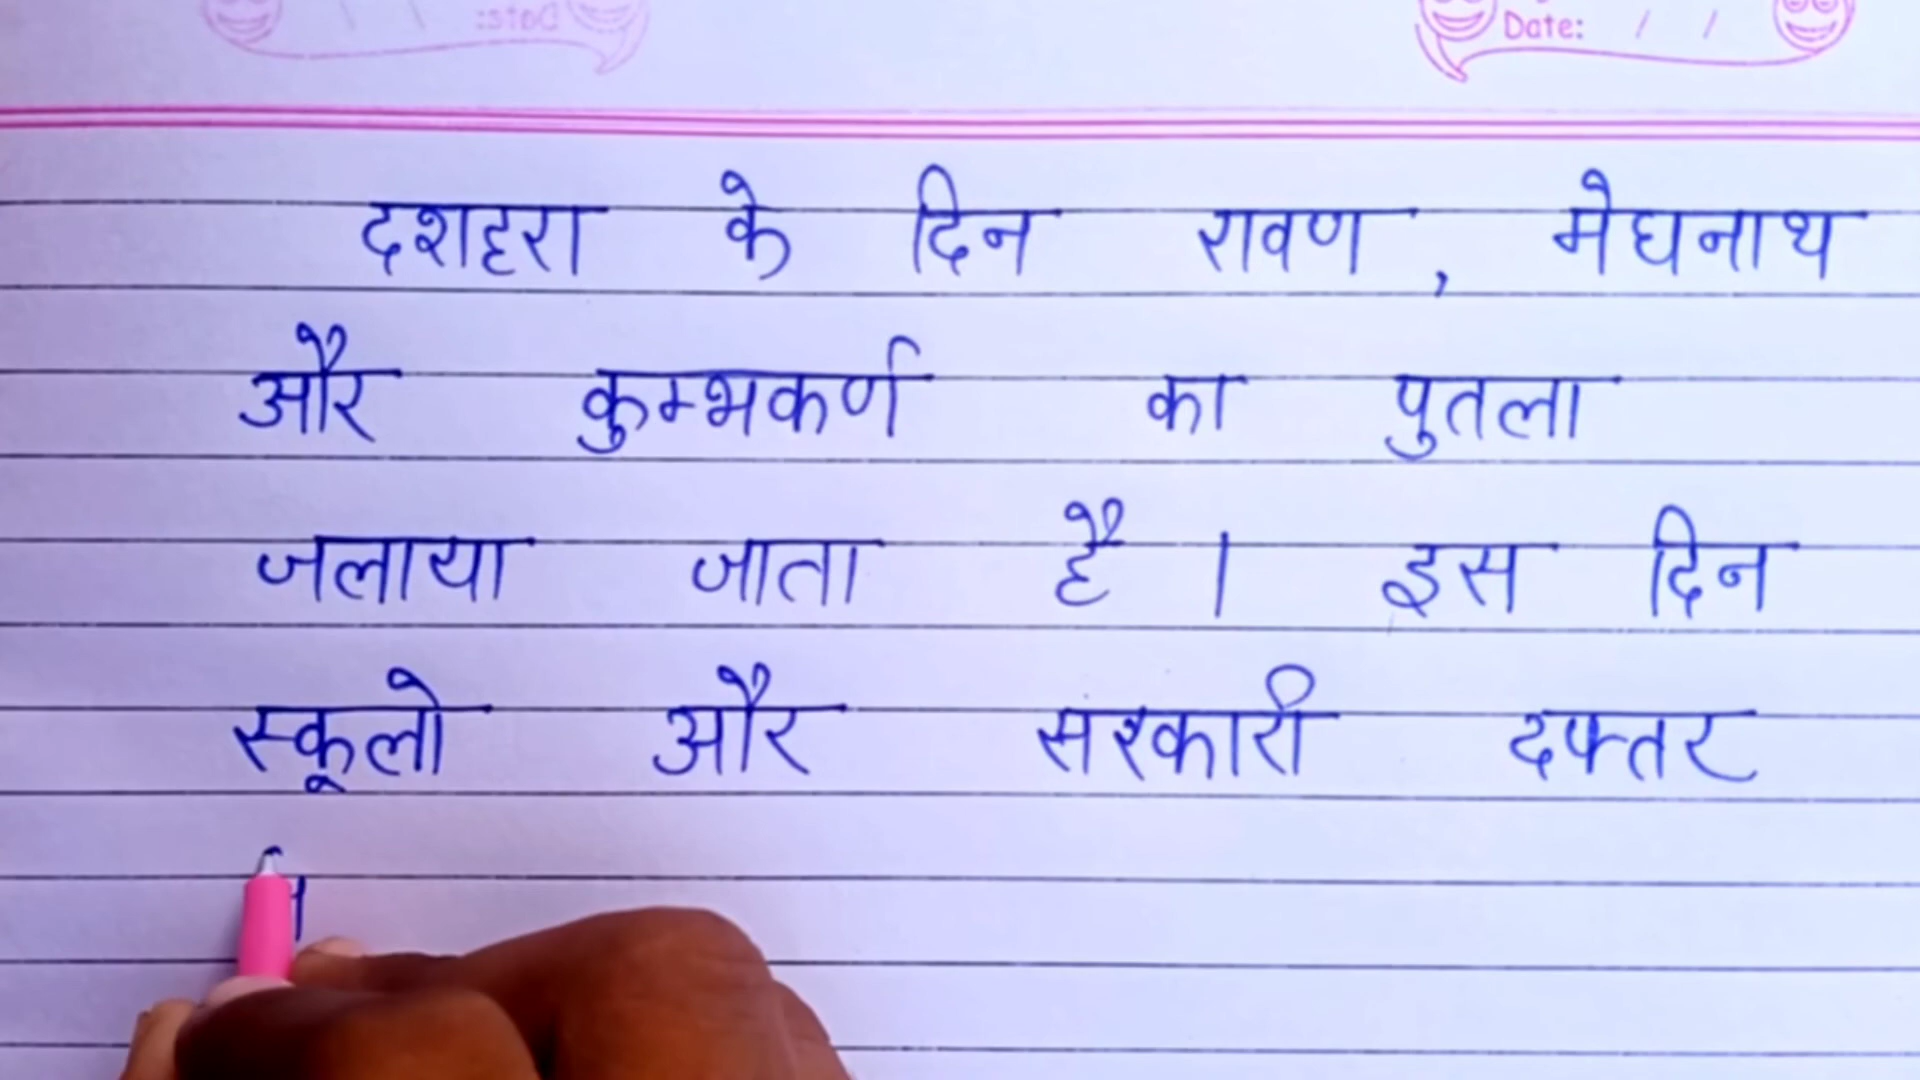 Date: / /
दशहरा के दिन रावण , मेघनाथ
और कुम्भकर्ण का पुतला
जलाया जाता है । इस दिन
स्कूलो और सरकारी दफ्तर